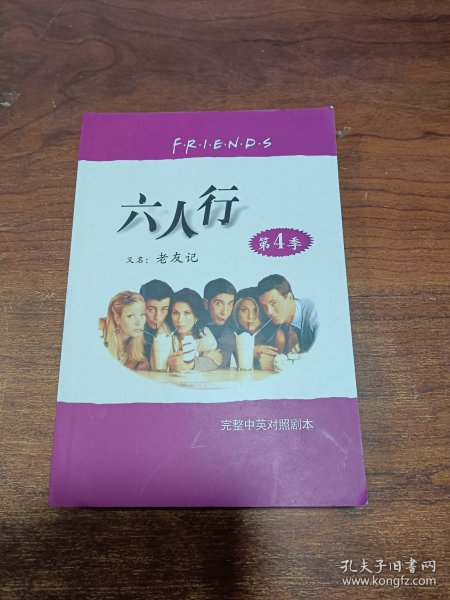 F·R·I·E·N·D·S
六人行
第4季
又名：老友记
完整中英对照剧本
孔夫子旧书网
www.kongfz.com